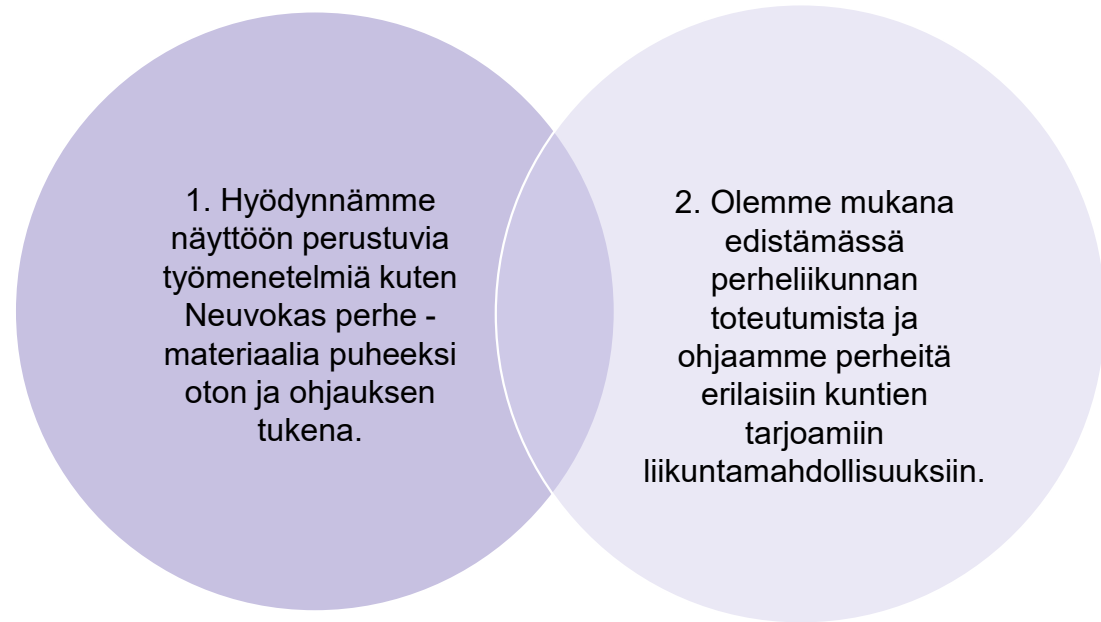 1. Hyödynnämme
näyttöön perustuvia
työmenetelmiä kuten
Neuvokas perhe -
materiaalia puheeksi
oton ja ohjauksen
tukena.
2. Olemme mukana
edistämässä
perheliikunnan
toteutumista ja
ohjaamme perheitä
erilaisiin kuntien
tarjoamiin
liikuntamahdollisuuksiin.